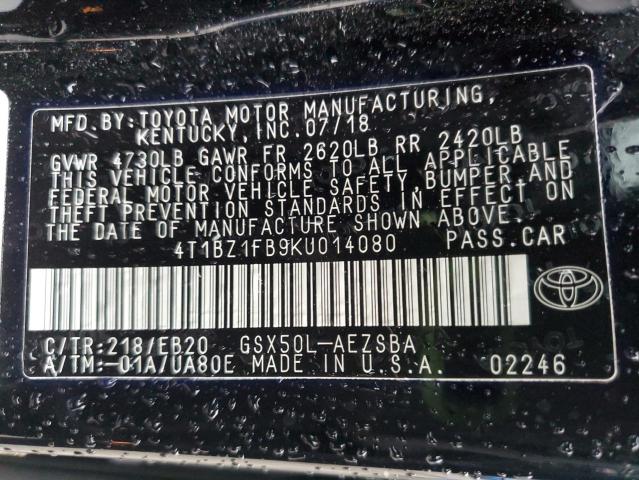 MFD. BY: TOYOTA MOTOR MANUFACTURING,
KENTUCKY, INC. 07/18
GVWR 4730LB GAWR FR 2620LB RR 2420LB
THIS VEHICLE CONFORMS TO ALL APPLICABLE
FEDERAL MOTOR VEHICLE SAFETY, BUMPER AND
THEFT PREVENTION STANDARDS IN EFFECT ON
THE DATE OF MANUFACTURE SHOWN ABOVE.
4T1BZ1FB9KU014080 PASS. CAR
C/TR: 218/EB20 GSX50L-AEZSBA
A/TM: -01A/UA80E MADE IN U.S.A. 02246